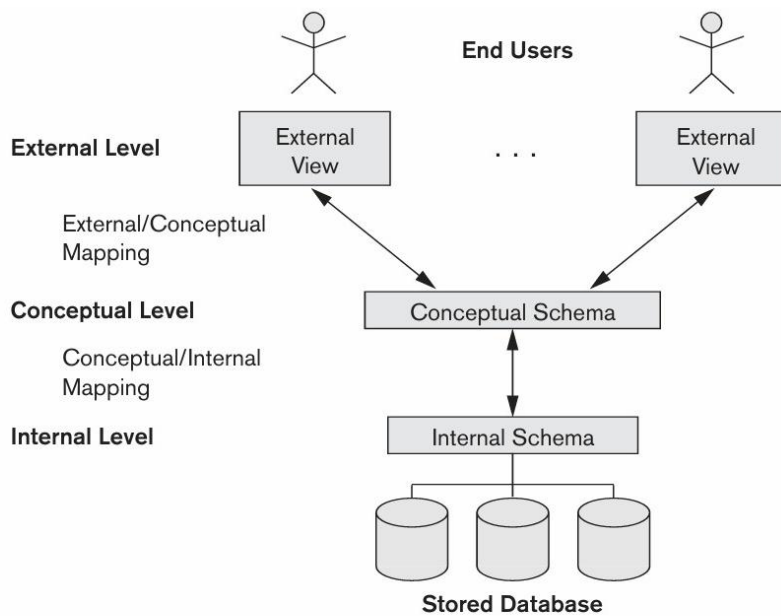 End Users
External Level
External
View
. . .
External
View
External/Conceptual
Mapping
Conceptual Level
Conceptual Schema
Conceptual/Internal
Mapping
Internal Level
Internal Schema
Stored Database